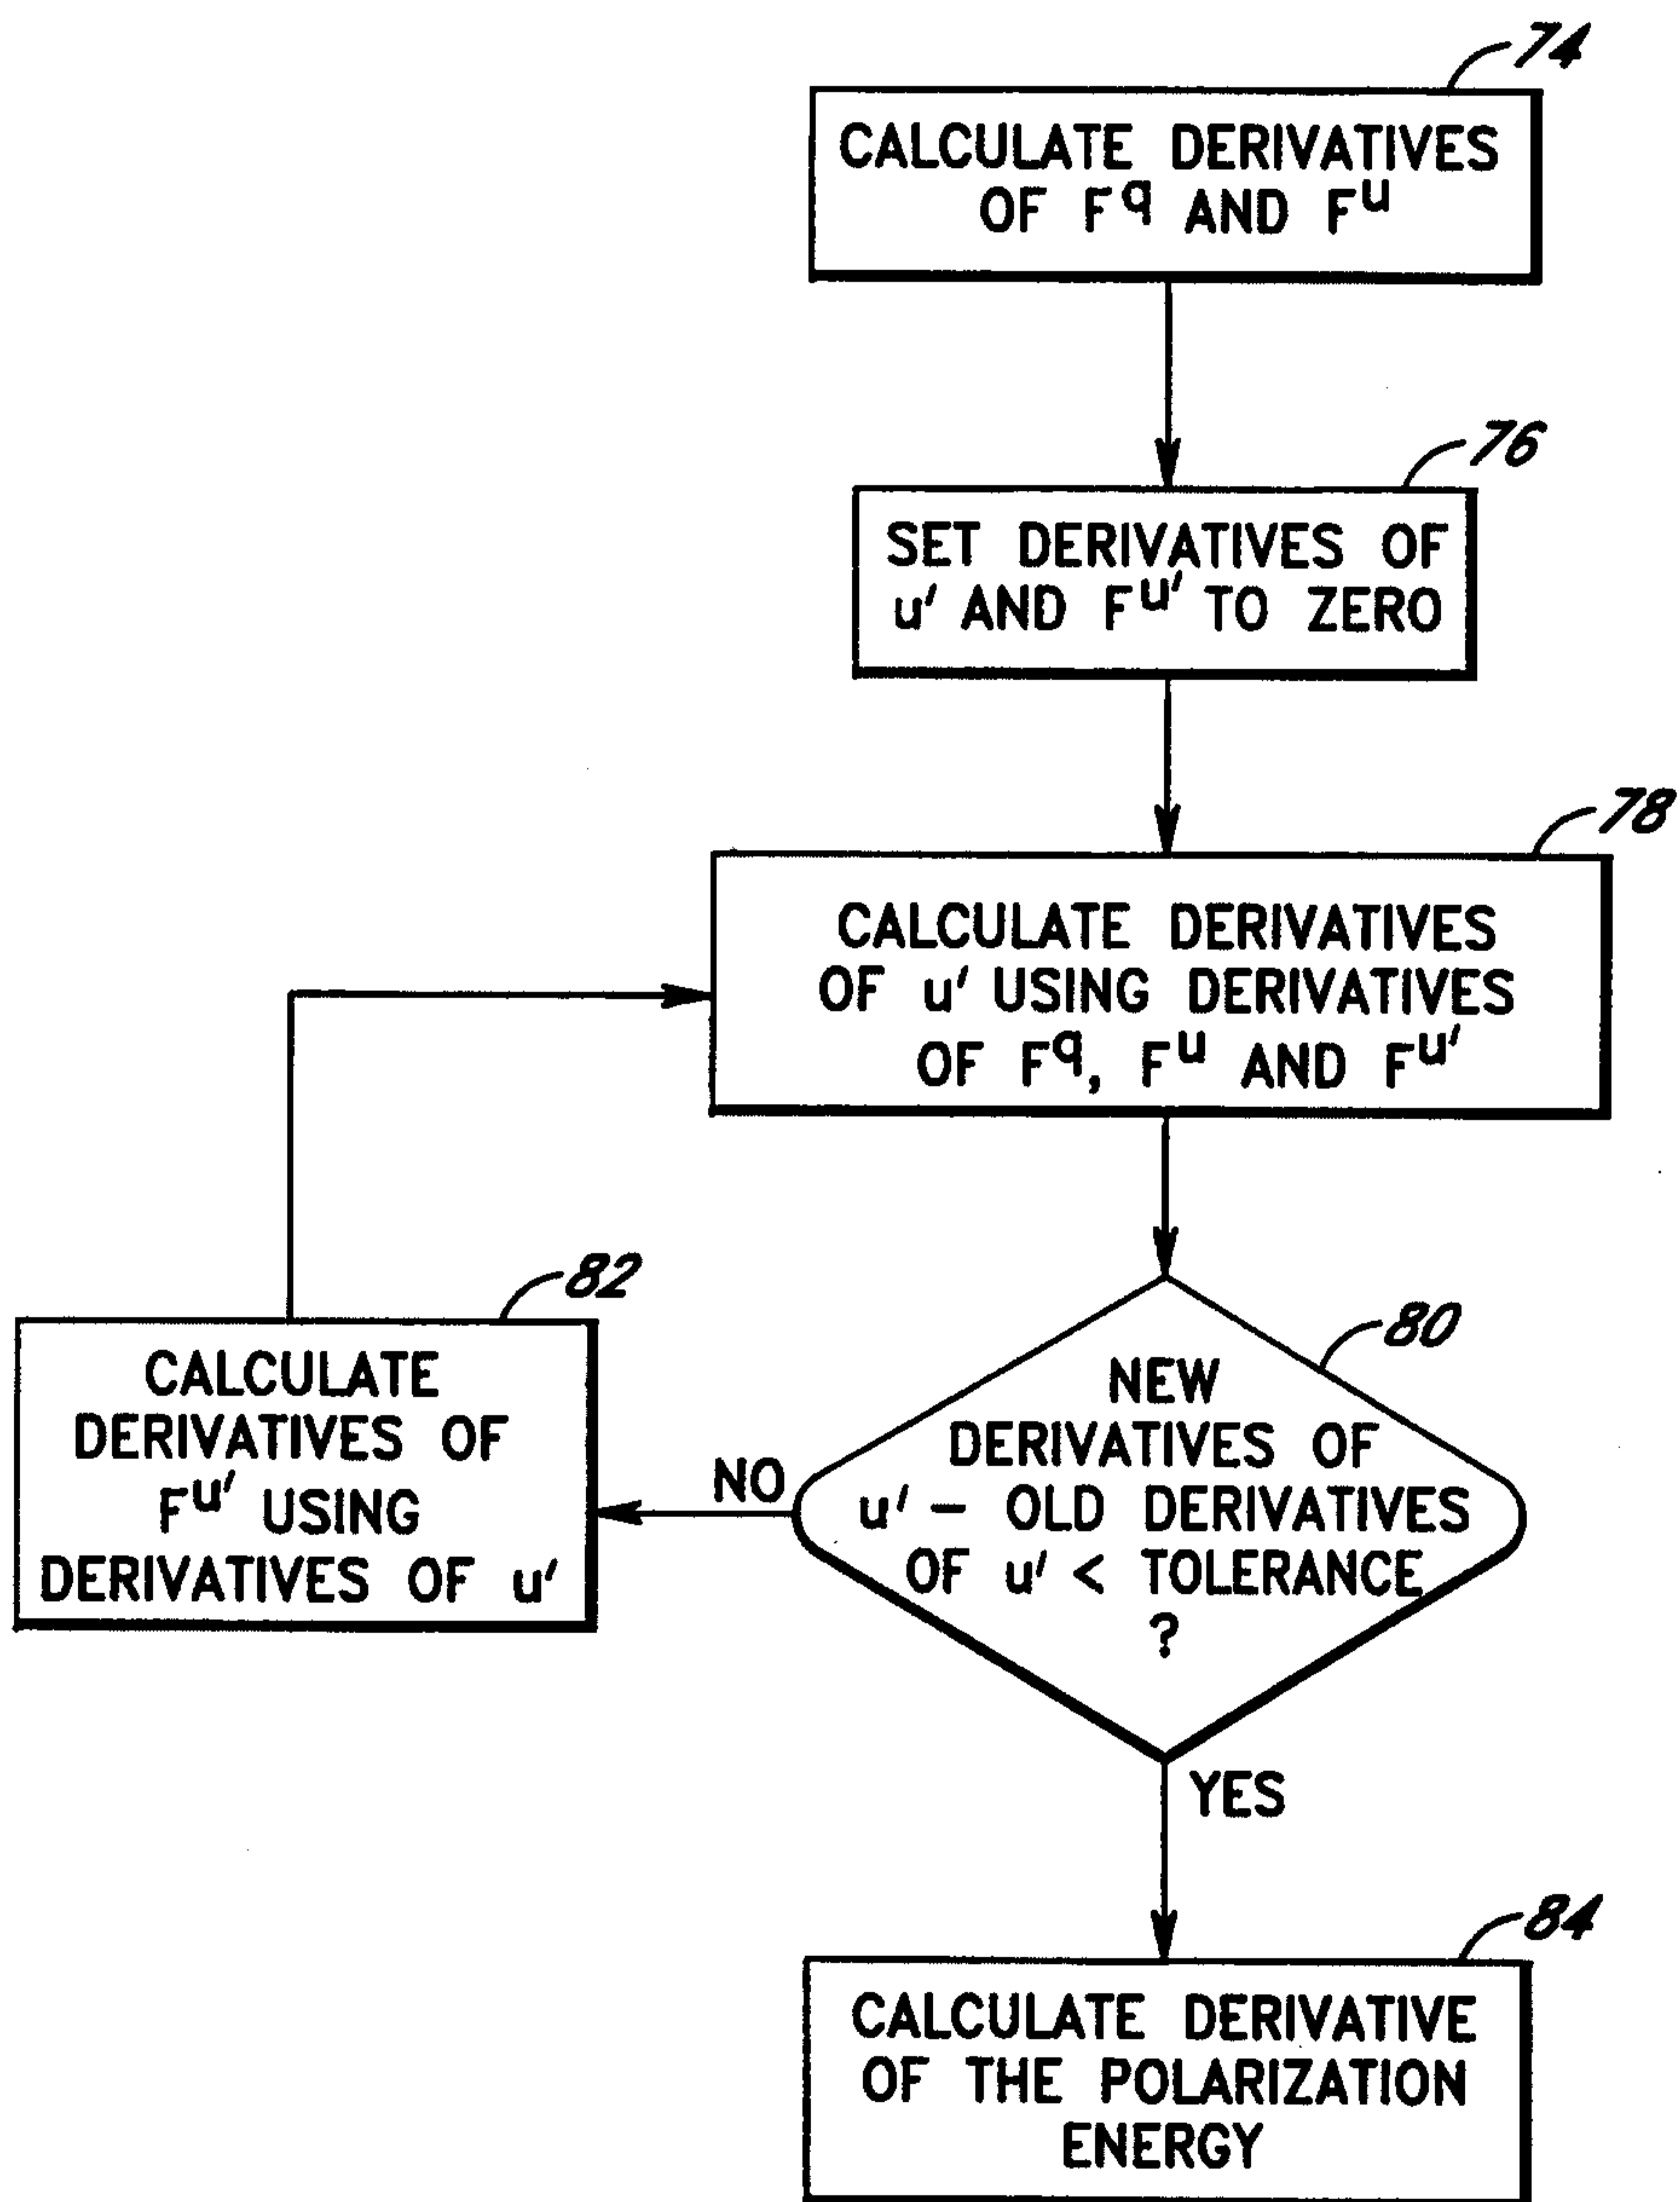 74
CALCULATE DERIVATIVES
OF F^q AND F^u
76
SET DERIVATIVES OF
u' AND F^u' TO ZERO
78
CALCULATE DERIVATIVES
OF u' USING DERIVATIVES
OF F^q, F^u AND F^u'
80
NEW
DERIVATIVES OF
u' – OLD DERIVATIVES
OF u' < TOLERANCE
?
NO
82
CALCULATE
DERIVATIVES OF
F^u' USING
DERIVATIVES OF u'
YES
84
CALCULATE DERIVATIVE
OF THE POLARIZATION
ENERGY